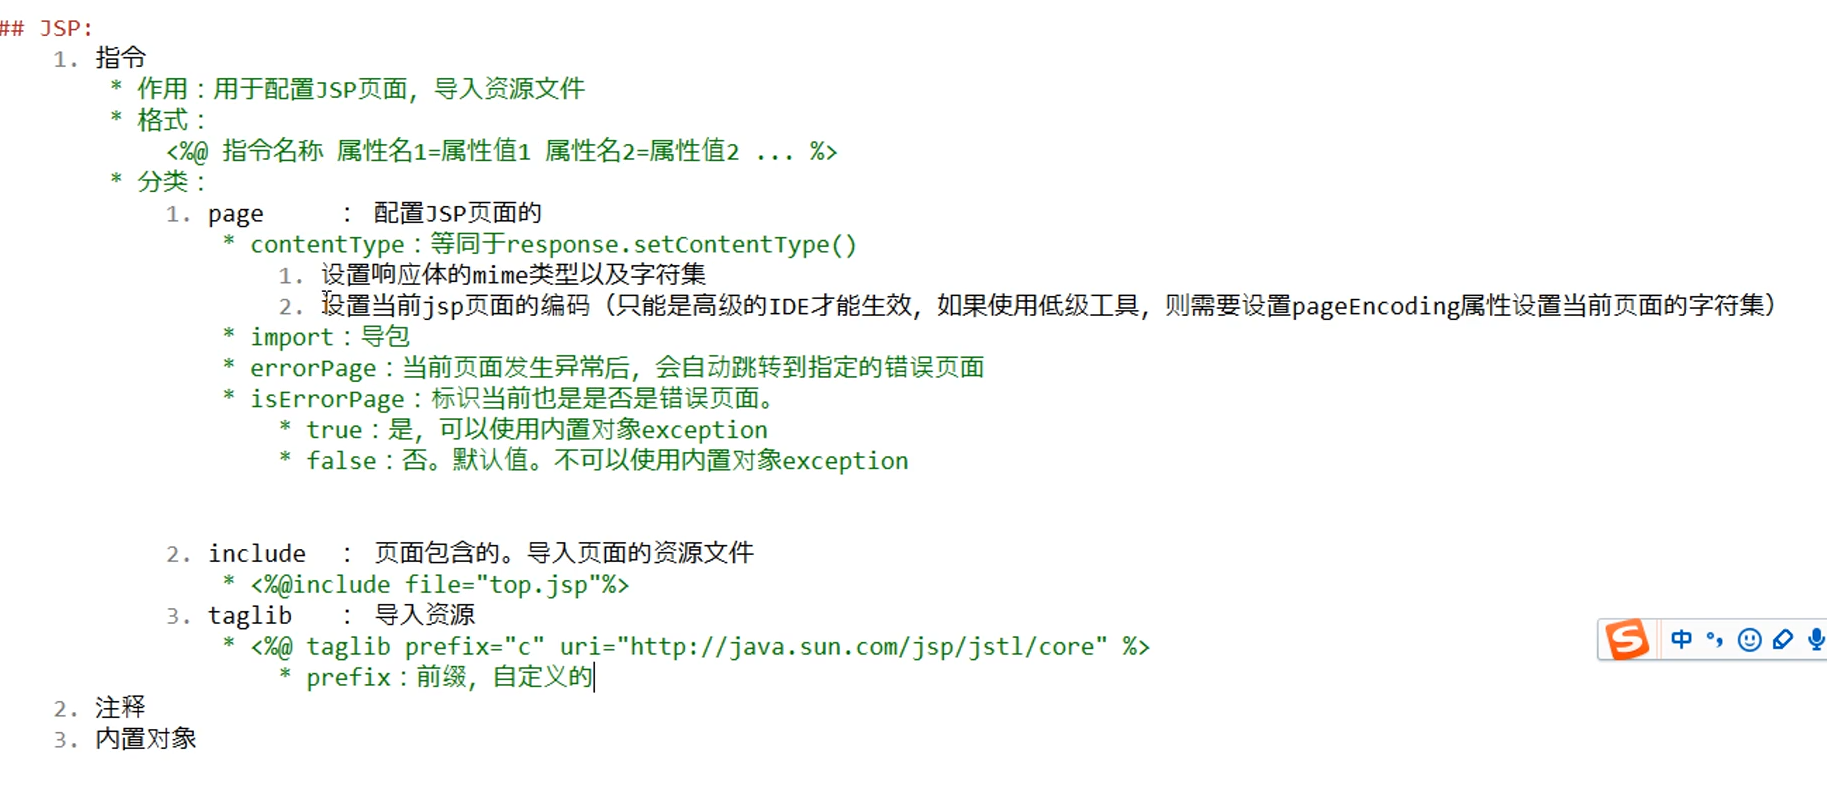 ## JSP:
1. 指令
* 作用：用于配置JSP页面，导入资源文件
* 格式：
<%@ 指令名称 属性名1=属性值1 属性名2=属性值2 ... %>
* 分类：
1. page : 配置JSP页面的
* contentType：等同于response.setContentType()
1. 设置响应体的mime类型以及字符集
2. 设置当前jsp页面的编码（只能是高级的IDE才能生效，如果使用低级工具，则需要设置pageEncoding属性设置当前页面的字符集）
* import：导包
* errorPage：当前页面发生异常后，会自动跳转到指定的错误页面
* isErrorPage：标识当前也是是否是错误页面。
* true：是，可以使用内置对象exception
* false：否。默认值。不可以使用内置对象exception
2. include : 页面包含的。导入页面的资源文件
* <%@include file="top.jsp"%>
3. taglib : 导入资源
* <%@ taglib prefix="c" uri="http://java.sun.com/jsp/jstl/core" %>
* prefix：前缀，自定义的
2. 注释
3. 内置对象
S 中